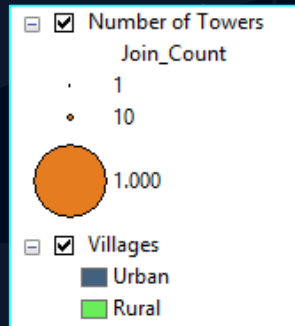 Number of Towers
Join_Count
1
10
1.000
Villages
Urban
Rural